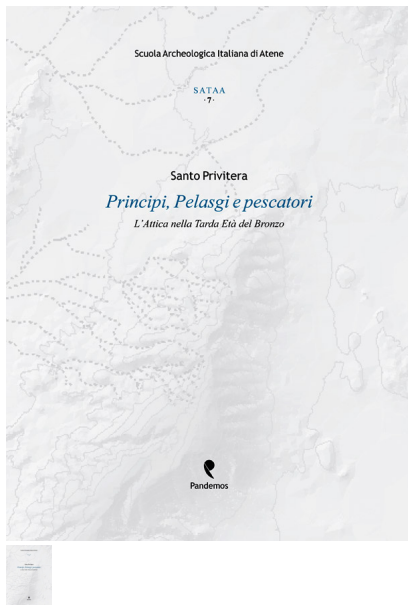 Scuola Archeologica Italiana di Atene
SATAA
·7·
Santo Privitera
Principi, Pelasgi e pescatori
L'Attica nella Tarda Età del Bronzo
Pandemos